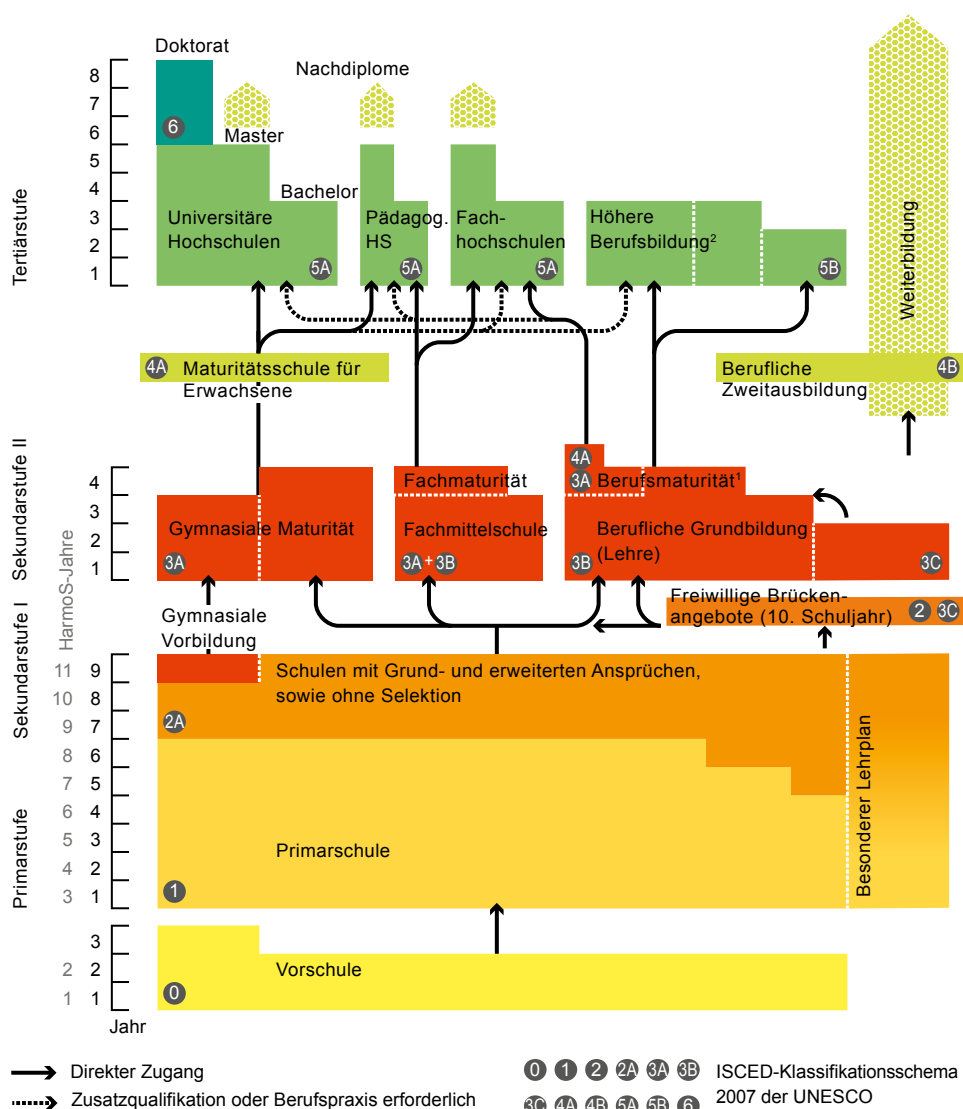 Doktorat
8
7
6
5
4
3
2
1
Tertiärstufe
Nachdiplome
6
Master
Bachelor
Universitäre
Hochschulen
5A
Pädagog.
HS
5A
Fach-
hochschulen
5A
Höhere
Berufsbildung²
5B
Weiterbildung
4A Maturitätsschule für
Erwachsene
Berufliche
Zweitausbildung
4B
Sekundarstufe II
4
3
2
1
Gymnasiale Maturität
3A
Fachmaturität
Fachmittelschule
3A + 3B
4A
3A Berufsmaturität¹
Berufliche Grundbildung
(Lehre)
3B
3C
HarmoS-Jahre
Gymnasiale
Vorbildung
Freiwillige Brücken-
angebote (10. Schuljahr)
2 3C
Sekundarstufe I
11 9
10 8
9 7
Schulen mit Grund- und erweiterten Ansprüchen,
sowie ohne Selektion
2A
Primarstufe
8 6
7 5
6 4
5 3
4 2
3 1
Primarschule
1
Besonderer Lehrplan
3
2 2
1 1
Vorschule
0
Jahr
Direkter Zugang
Zusatzqualifikation oder Berufspraxis erforderlich
0 1 2 2A 3A 3B ISCED-Klassifikationsschema
3C 4A 4B 5A 5B 6 2007 der UNESCO